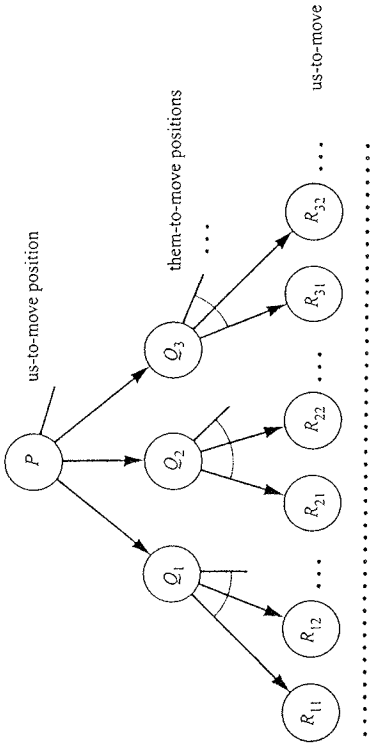 us-to-move position
P
them-to-move positions
Q1 Q2 Q3 . . .
us-to-move
R11 R12 . . . R21 R22 . . . R31 R32 . . .